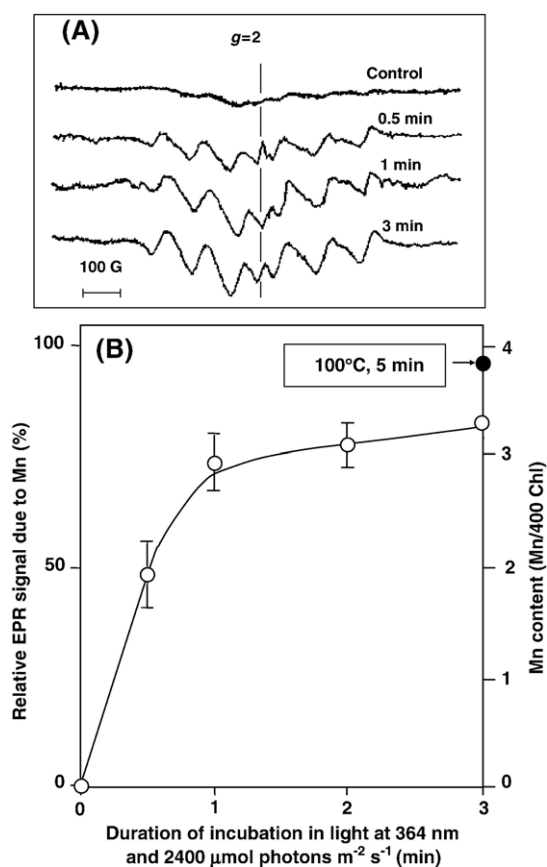 (A)
g=2
Control
0.5 min
1 min
3 min
100 G
(B)
100°C, 5 min
Relative EPR signal due to Mn (%)
100
50
0
Mn content (Mn/400 Chl)
4
3
2
1
0
0 1 2 3
Duration of incubation in light at 364 nm
and 2400 μmol photons m⁻² s⁻¹ (min)